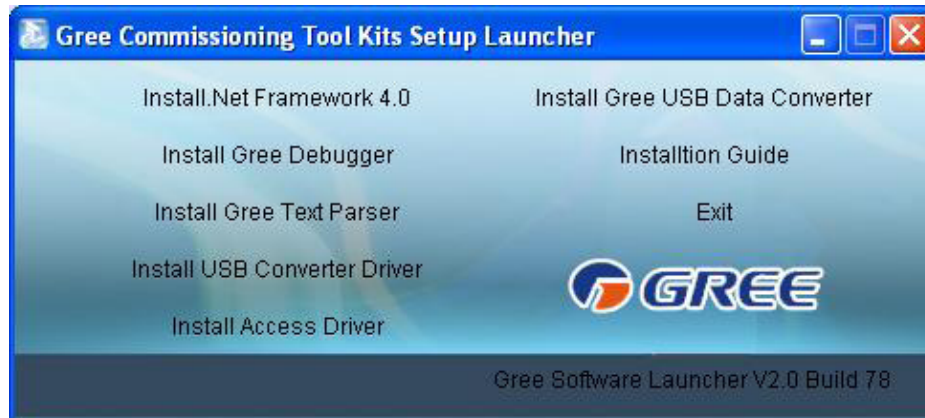 Gree Commissioning Tool Kits Setup Launcher
Install.Net Framework 4.0
Install Gree USB Data Converter
Install Gree Debugger
Installtion Guide
Install Gree Text Parser
Exit
Install USB Converter Driver
GREE
Install Access Driver
Gree Software Launcher V2.0 Build 78